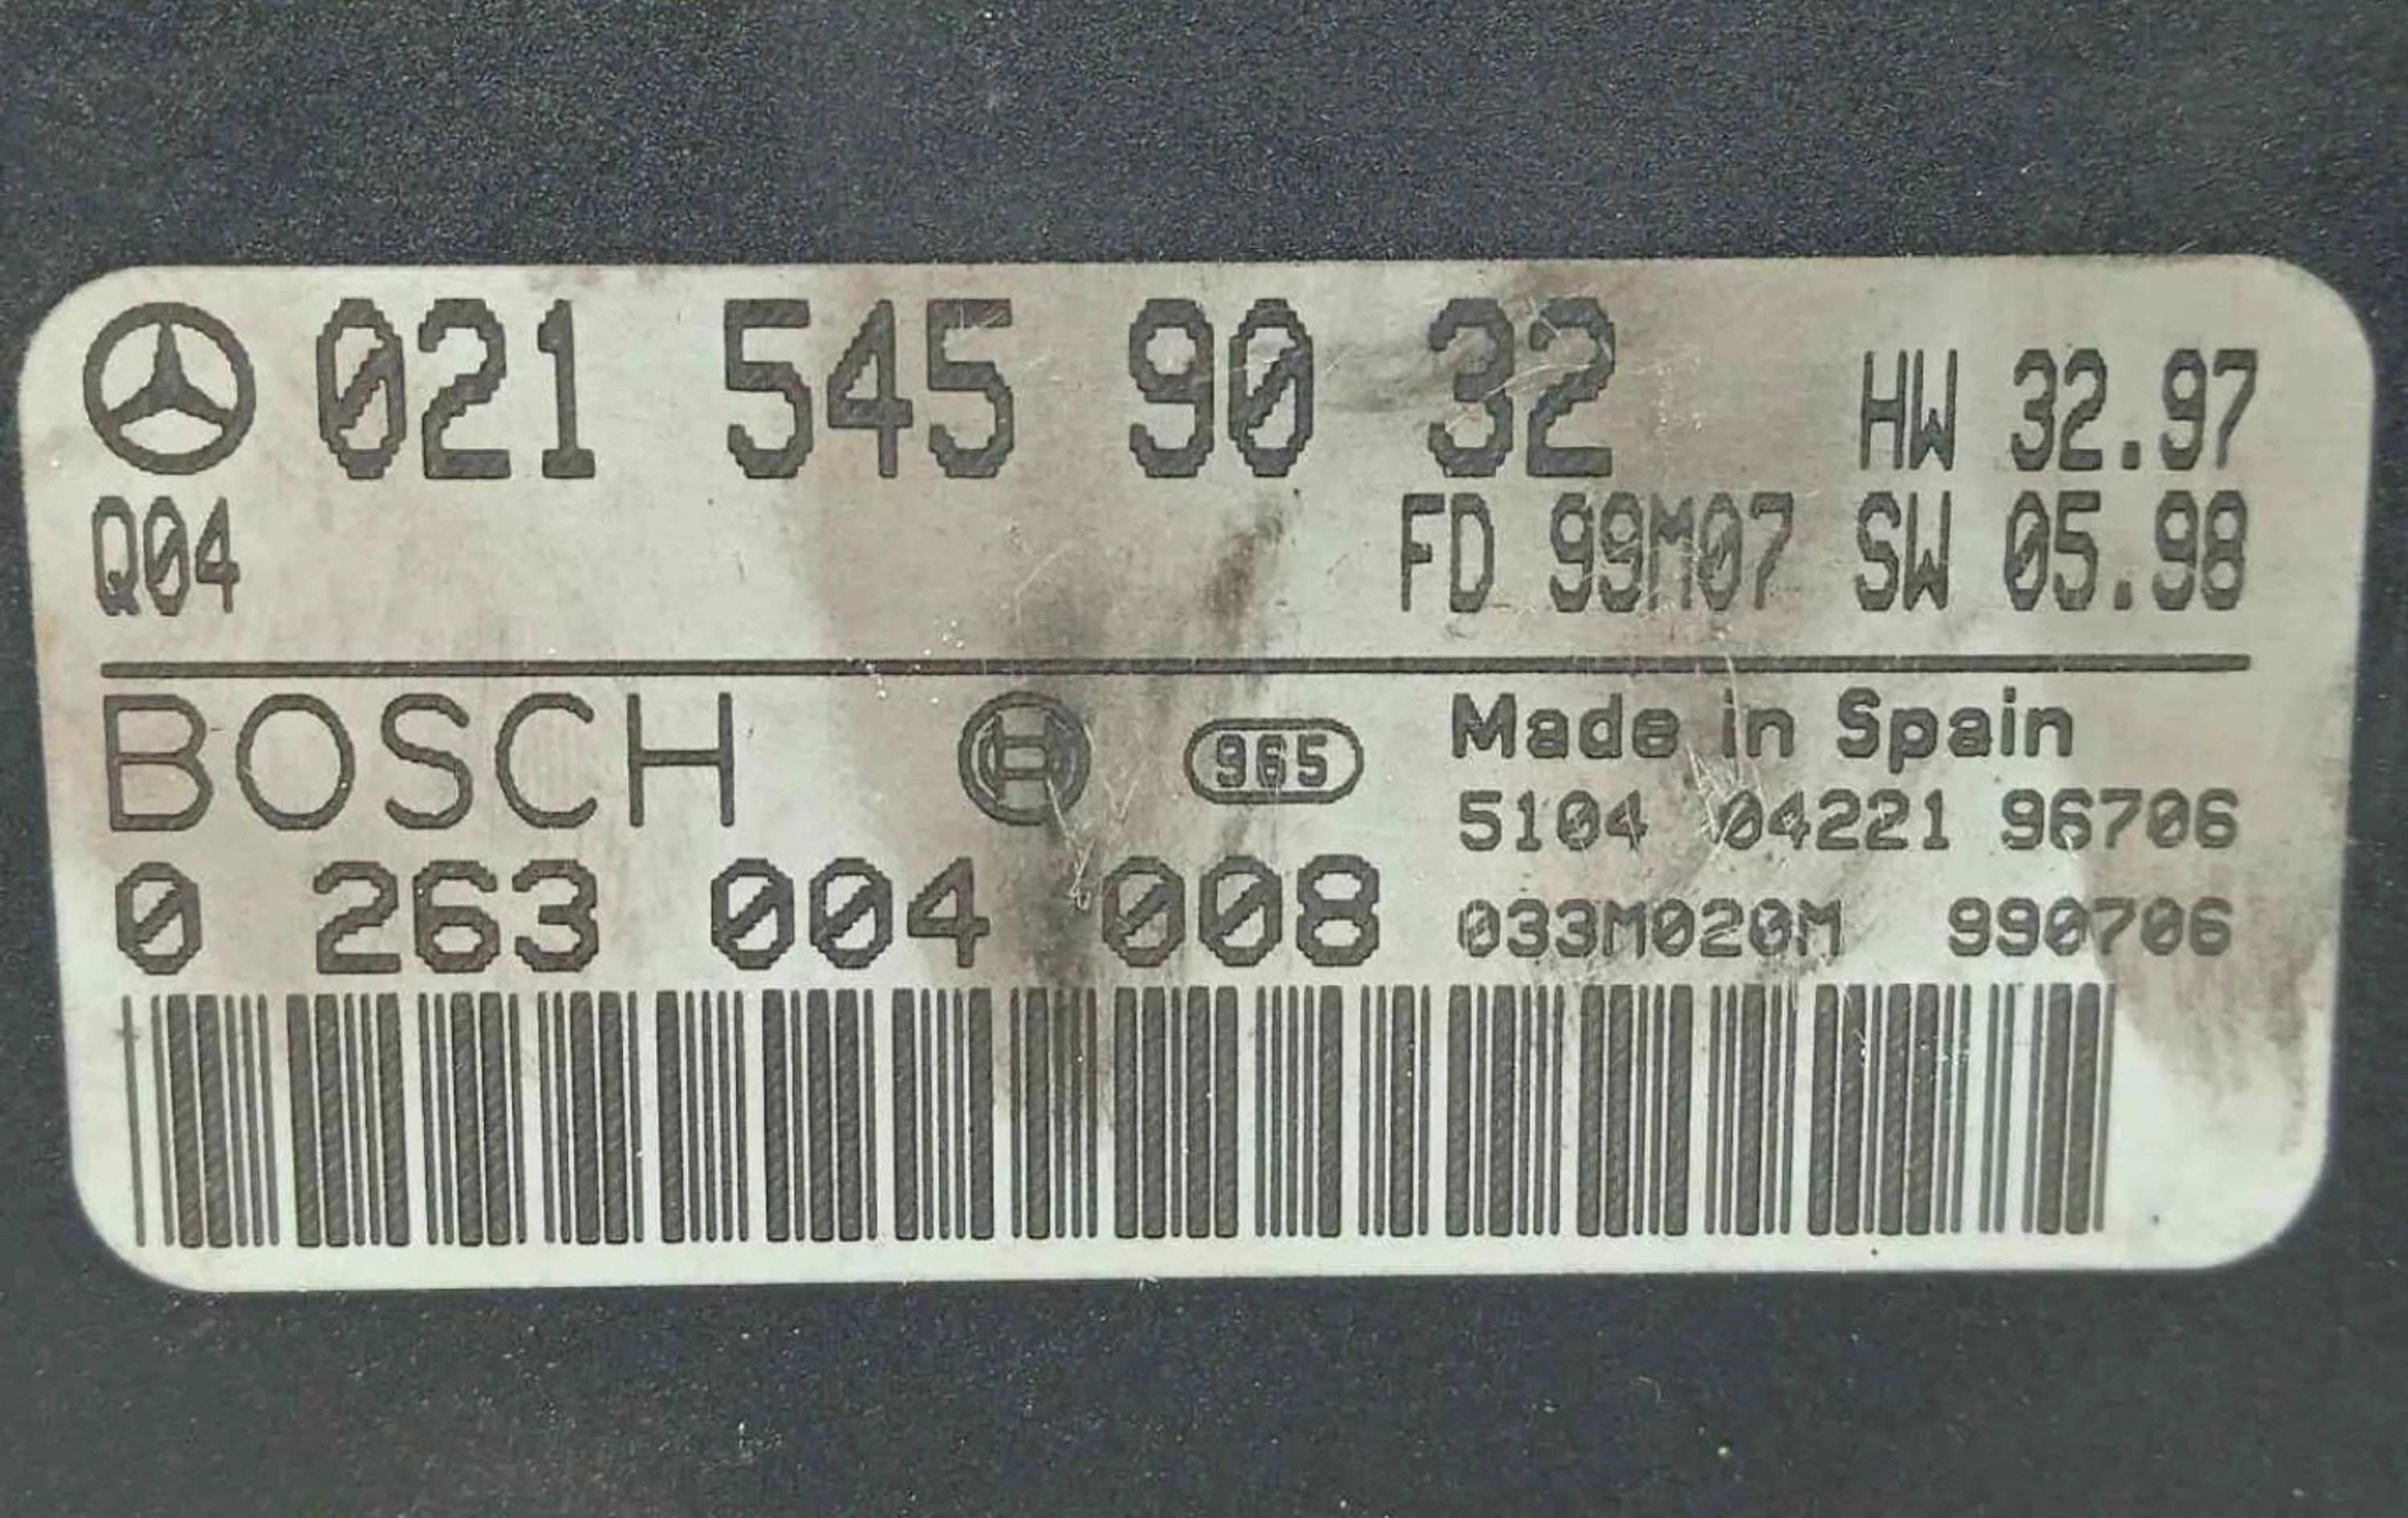 021 545 90 32 HW 32.97
Q04 FD 99M07 SW 05.98
BOSCH 965 Made in Spain
5104 04221 96706
0 263 004 008 033M020M 990706